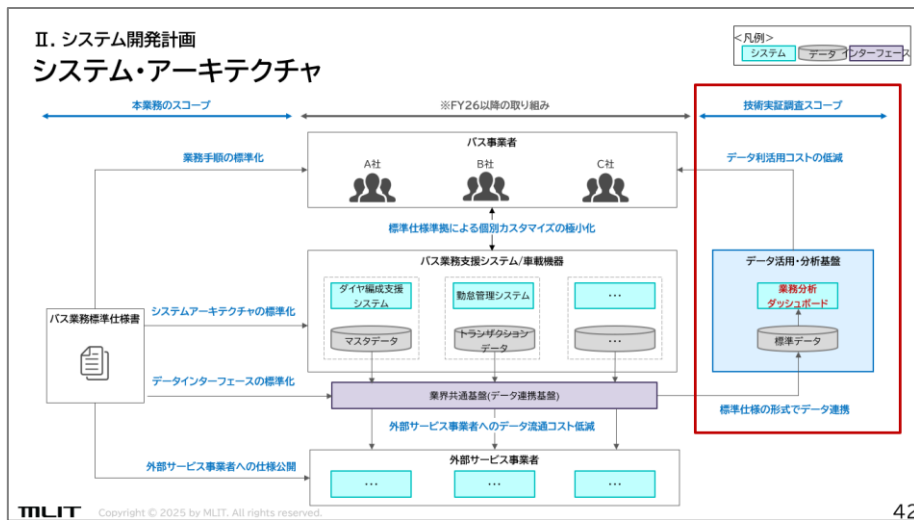 Ⅱ. システム開発計画
システム・アーキテクチャ
<凡例>
システム
データ
インターフェース
本業務のスコープ
※FY26以降の取り組み
技術実証調査スコープ
バス事業者
業務手順の標準化
A社
B社
C社
データ利活用コストの低減
標準仕様準拠による個別カスタマイズの極小化
バス業務支援システム/車載機器
データ活用・分析基盤
ダイヤ編成支援
システム
勤怠管理システム
…
業務分析
ダッシュボード
バス業務標準仕様書
システムアーキテクチャの標準化
マスタデータ
トランザクション
データ
…
標準データ
データインターフェースの標準化
業界共通基盤(データ連携基盤)
標準仕様の形式でデータ連携
外部サービス事業者へのデータ流通コスト低減
外部サービス事業者への仕様公開
外部サービス事業者
…
…
…
MLIT
Copyright © 2025 by MLIT. All rights reserved.
42